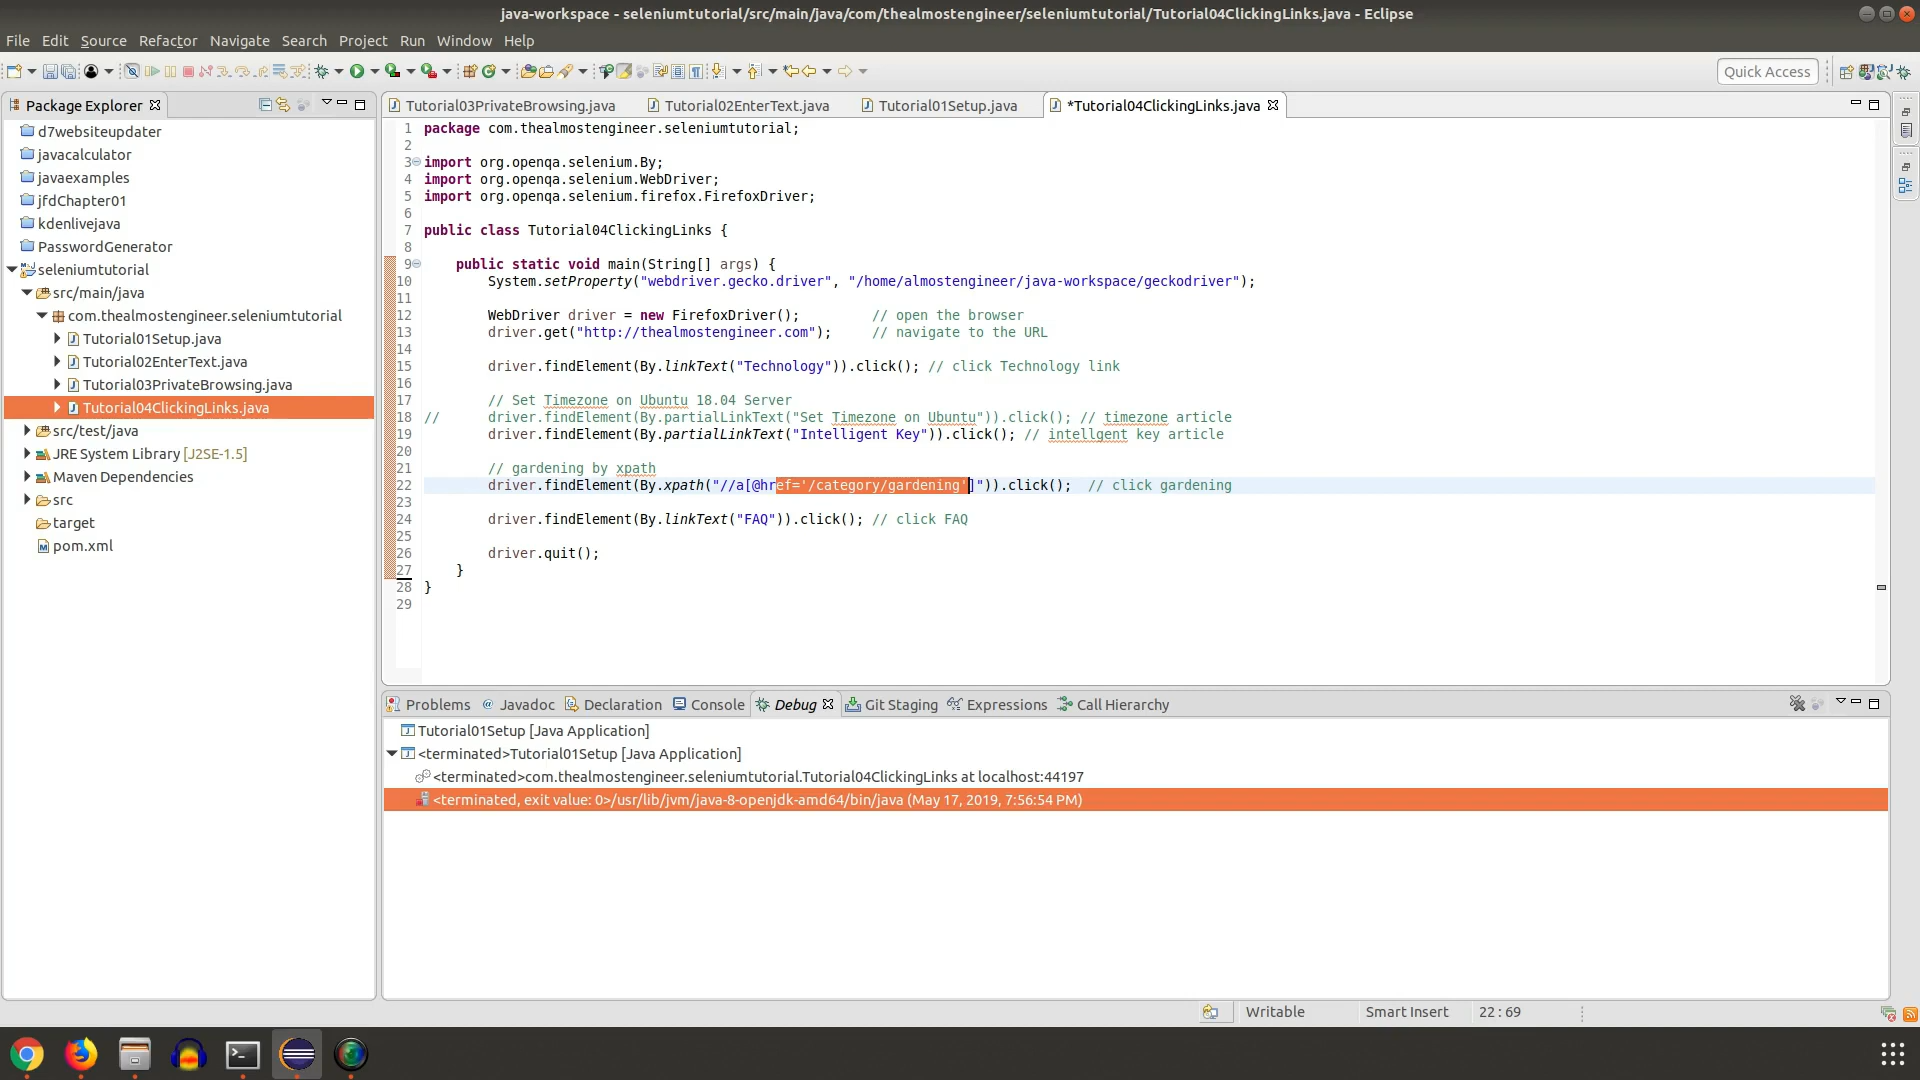 java-workspace - seleniumtutorial/src/main/java/com/thealmostengineer/seleniumtutorial/Tutorial04ClickingLinks.java - Eclipse
File Edit Source Refactor Navigate Search Project Run Window Help
Quick Access
Package Explorer
d7websiteupdater
javacalculator
javaexamples
jfdChapter01
kdenlivejava
PasswordGenerator
seleniumtutorial
src/main/java
com.thealmostengineer.seleniumtutorial
Tutorial01Setup.java
Tutorial02EnterText.java
Tutorial03PrivateBrowsing.java
Tutorial04ClickingLinks.java
src/test/java
JRE System Library [J2SE-1.5]
Maven Dependencies
src
target
pom.xml
Tutorial03PrivateBrowsing.java Tutorial02EnterText.java Tutorial01Setup.java *Tutorial04ClickingLinks.java
1 package com.thealmostengineer.seleniumtutorial;
2
3 import org.openqa.selenium.By;
4 import org.openqa.selenium.WebDriver;
5 import org.openqa.selenium.firefox.FirefoxDriver;
6
7 public class Tutorial04ClickingLinks {
8
9 public static void main(String[] args) {
10 System.setProperty("webdriver.gecko.driver", "/home/almostengineer/java-workspace/geckodriver");
11
12 WebDriver driver = new FirefoxDriver(); // open the browser
13 driver.get("http://thealmostengineer.com"); // navigate to the URL
14
15 driver.findElement(By.linkText("Technology")).click(); // click Technology link
16
17 // Set Timezone on Ubuntu 18.04 Server
18 // driver.findElement(By.partialLinkText("Set Timezone on Ubuntu")).click(); // timezone article
19 driver.findElement(By.partialLinkText("Intelligent Key")).click(); // intellgent key article
20
21 // gardening by xpath
22 driver.findElement(By.xpath("//a[@href='/category/gardening']")).click(); // click gardening
23
24 driver.findElement(By.linkText("FAQ")).click(); // click FAQ
25
26 driver.quit();
27 }
28 }
29
Problems Javadoc Declaration Console Debug Git Staging Expressions Call Hierarchy
Tutorial01Setup [Java Application]
<terminated>Tutorial01Setup [Java Application]
<terminated>com.thealmostengineer.seleniumtutorial.Tutorial04ClickingLinks at localhost:44197
<terminated, exit value: 0>/usr/lib/jvm/java-8-openjdk-amd64/bin/java (May 17, 2019, 7:56:54 PM)
Writable Smart Insert 22 : 69